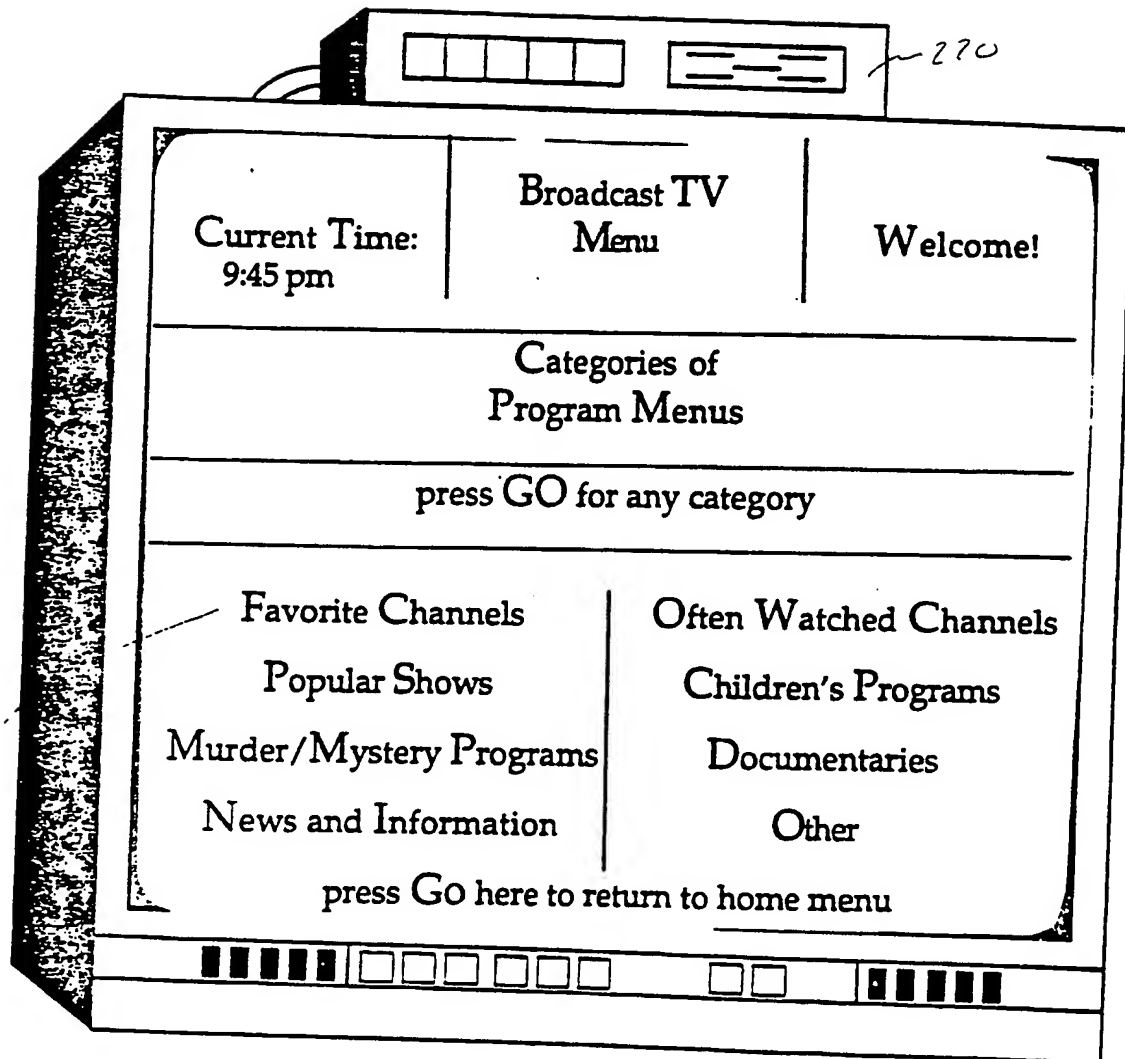 220
Current Time:
9:45 pm
Broadcast TV
Menu
Welcome!
Categories of
Program Menus
press GO for any category
Favorite Channels
Popular Shows
Murder/Mystery Programs
News and Information
Often Watched Channels
Children's Programs
Documentaries
Other
press GO here to return to home menu